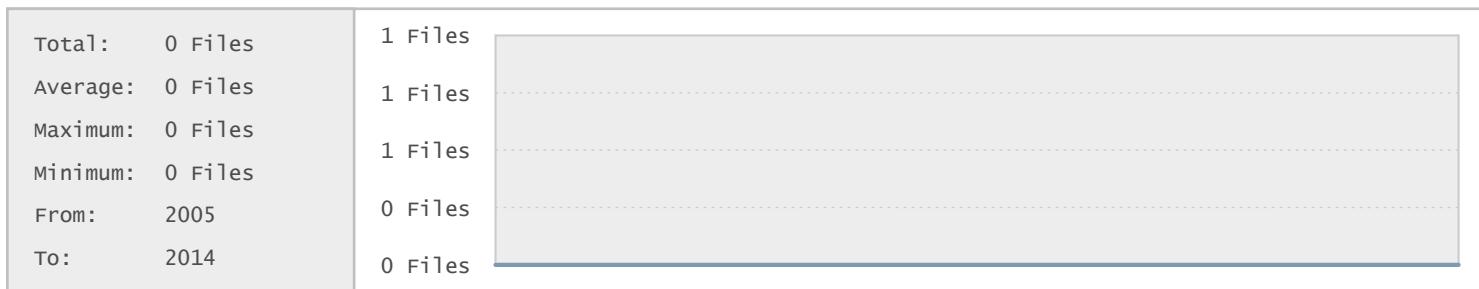 Total: 0 Files
Average: 0 Files
Maximum: 0 Files
Minimum: 0 Files
From: 2005
To: 2014
1 Files
1 Files
1 Files
0 Files
0 Files